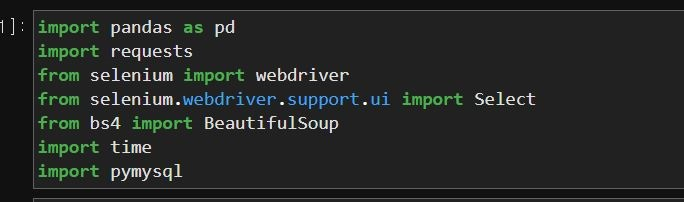 1]:
import pandas as pd
import requests
from selenium import webdriver
from selenium.webdriver.support.ui import Select
from bs4 import BeautifulSoup
import time
import pymysql